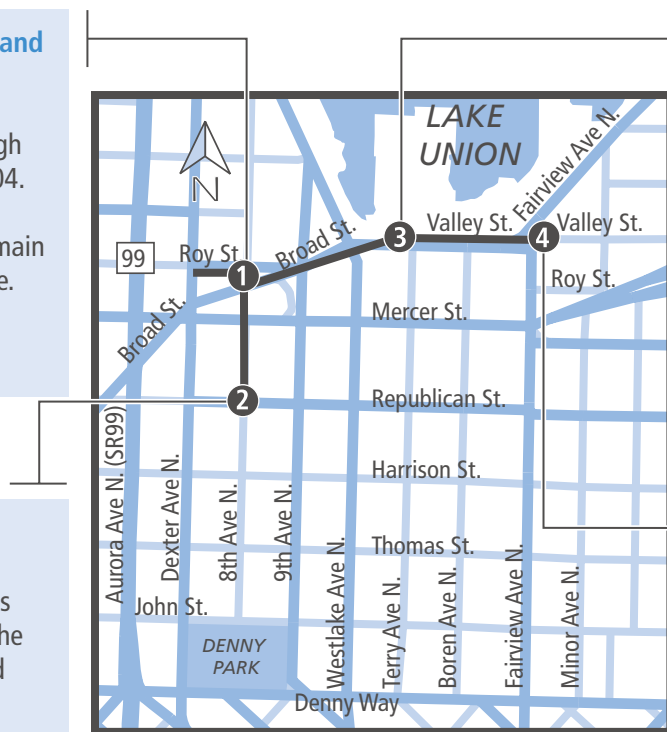 and
gh
04.
main
e.
s
he
d
LAKE
UNION
Fairview Ave N.
N
99
Roy St
Broad St.
Valley St.
Valley St.
1
3
4
Roy St.
Broad St.
Mercer St.
2
Republican St.
Harrison St.
Aurora Ave N. (SR99)
Dexter Ave N.
8th Ave N.
9th Ave N.
Thomas St.
John St.
Westlake Ave N.
Terry Ave N.
Boren Ave N.
Fairview Ave N.
Minor Ave N.
DENNY
PARK
Denny Way